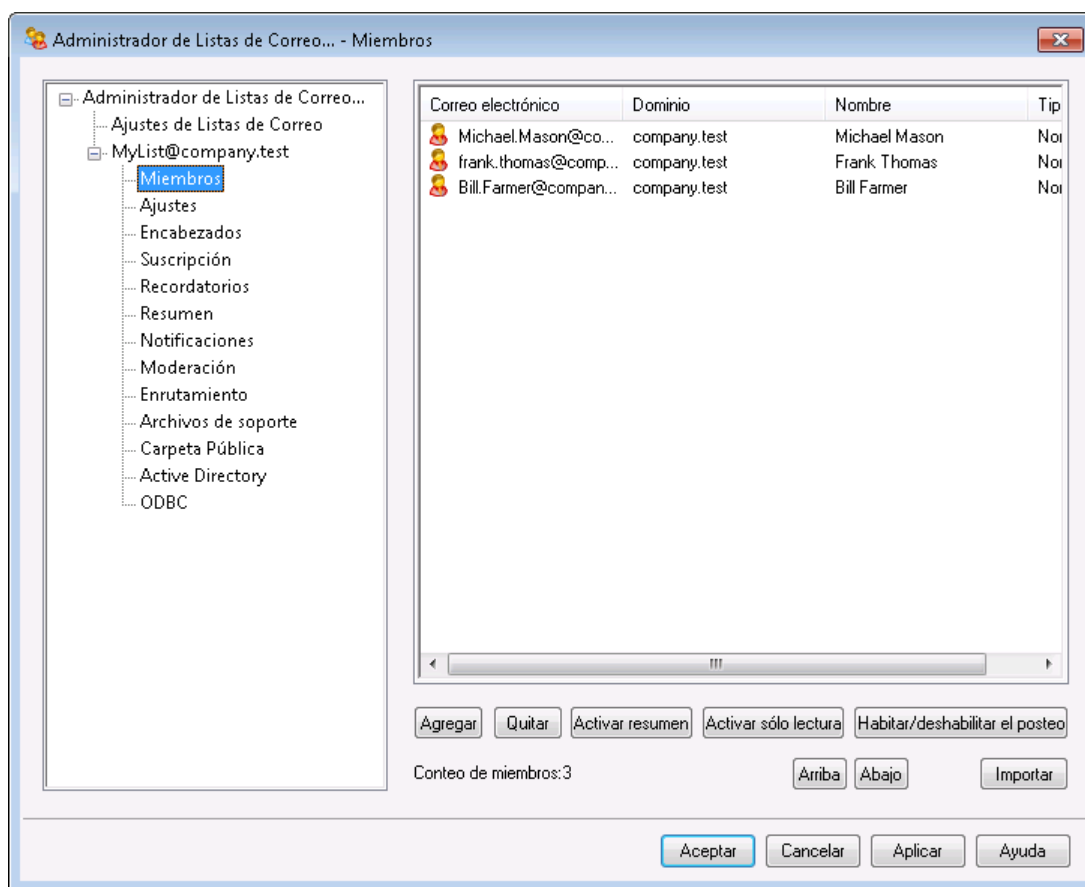 Administrador de Listas de Correo... - Miembros
Administrador de Listas de Correo...
Ajustes de Listas de Correo
MyList@company.test
Miembros
Ajustes
Encabezados
Suscripción
Recordatorios
Resumen
Notificaciones
Moderación
Enrutamiento
Archivos de soporte
Carpeta Pública
Active Directory
ODBC
Correo electrónico Dominio Nombre Tip
Michael.Mason@co... company.test Michael Mason Nor
frank.thomas@comp... company.test Frank Thomas Nor
Bill.Farmer@compan... company.test Bill Farmer Nor
Agregar Quitar Activar resumen Activar sólo lectura Habitar/deshabilitar el posteo
Conteo de miembros:3 Arriba Abajo Importar
Aceptar Cancelar Aplicar Ayuda